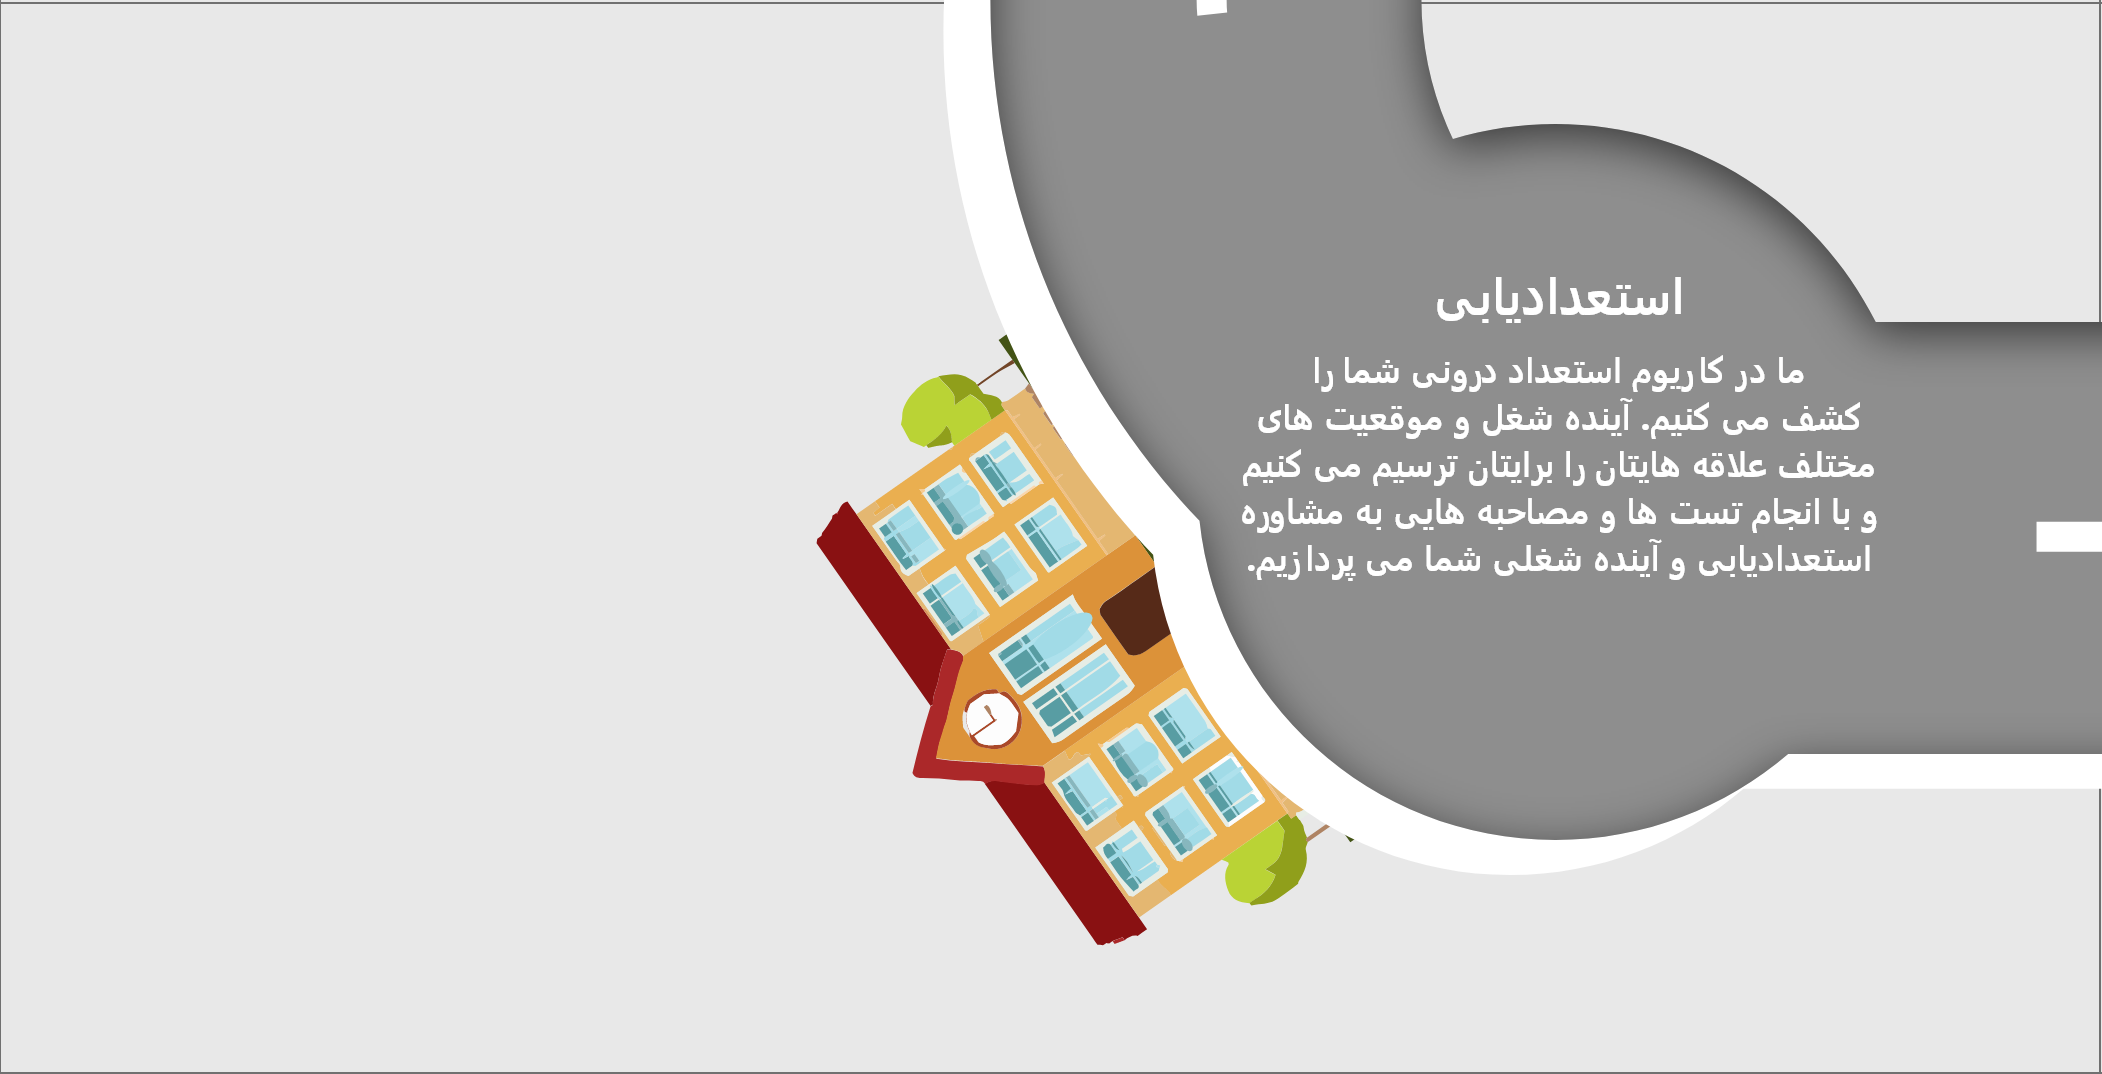 استعدادیابی
ما در کاریوم استعداد درونی شما را
کشف می کنیم. آینده شغل و موقعیت های
مختلف علاقه هایتان را برایتان ترسیم می کنیم
و با انجام تست ها و مصاحبه هایی به مشاوره
استعدادیابی و آینده شغلی شما می پردازیم.